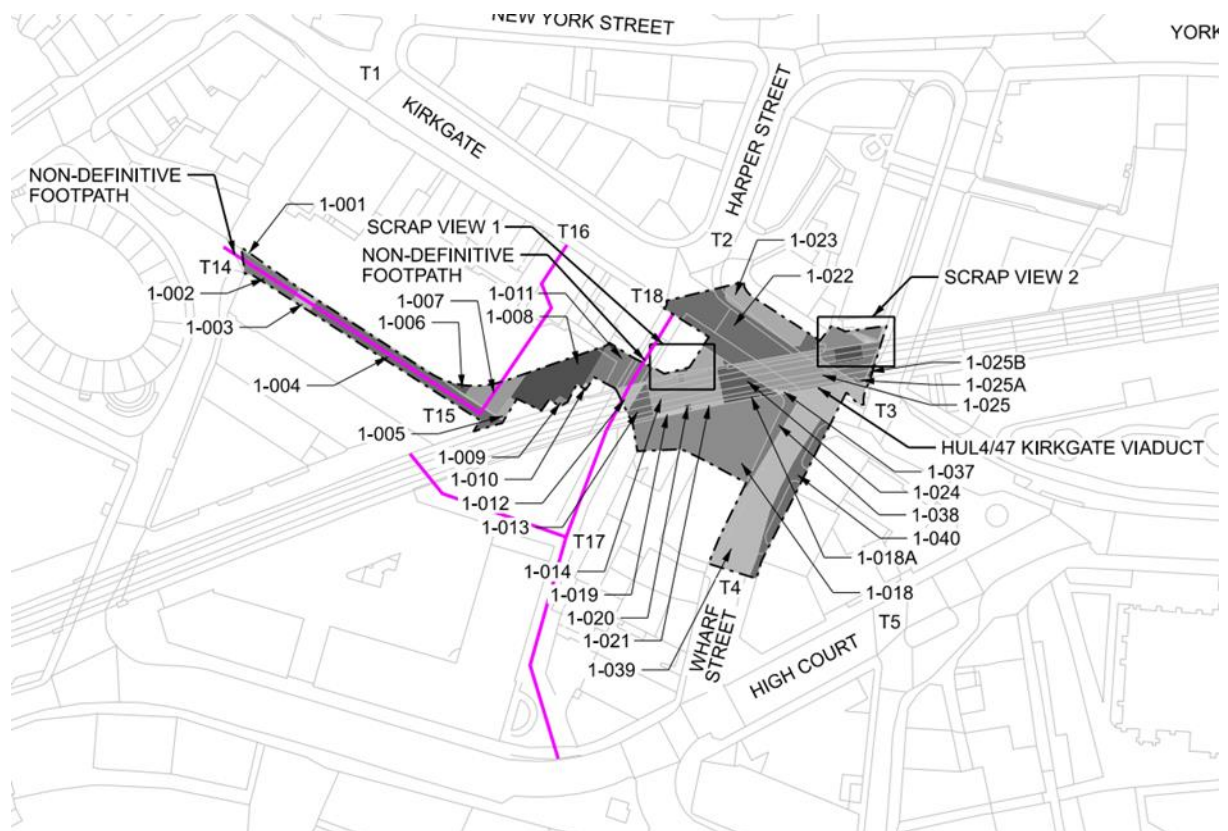 NEW YORK STREET
YORK
T1
KIRKGATE
HARPER STREET
NON-DEFINITIVE
FOOTPATH
1-001
SCRAP VIEW 1
T16
T2
1-023
NON-DEFINITIVE
FOOTPATH
1-022
T14
T18
SCRAP VIEW 2
1-002
1-011
1-007
1-008
1-003
1-006
1-004
1-025B
1-025A
1-025
T15
T3
1-005
HUL4/47 KIRKGATE VIADUCT
1-009
1-037
1-010
1-024
1-012
1-038
1-013
1-040
T17
1-018A
1-014
T4
1-018
1-019
1-020
T5
1-021
1-039
WHARF
STREET
HIGH COURT